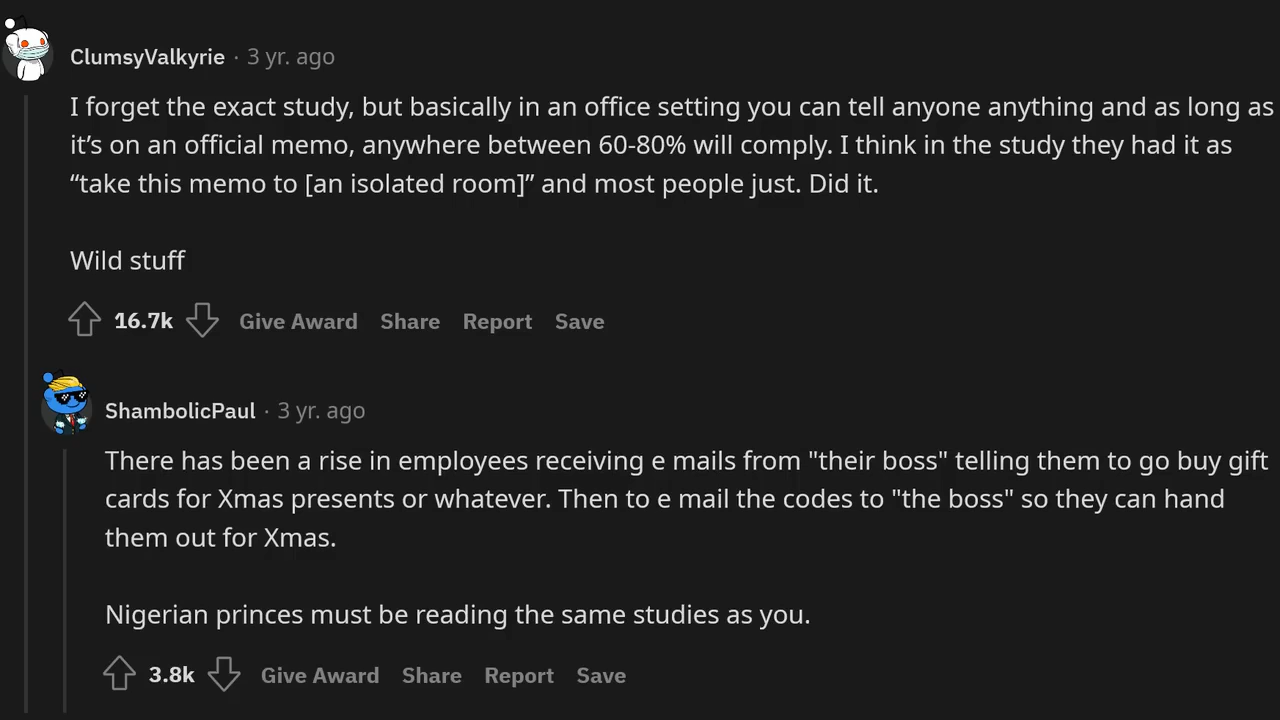 ClumsyValkyrie · 3 yr. ago
I forget the exact study, but basically in an office setting you can tell anyone anything and as long as
it’s on an official memo, anywhere between 60-80% will comply. I think in the study they had it as
“take this memo to [an isolated room]” and most people just. Did it.
Wild stuff
16.7k Give Award Share Report Save
ShambolicPaul · 3 yr. ago
There has been a rise in employees receiving e mails from "their boss" telling them to go buy gift
cards for Xmas presents or whatever. Then to e mail the codes to "the boss" so they can hand
them out for Xmas.
Nigerian princes must be reading the same studies as you.
3.8k Give Award Share Report Save